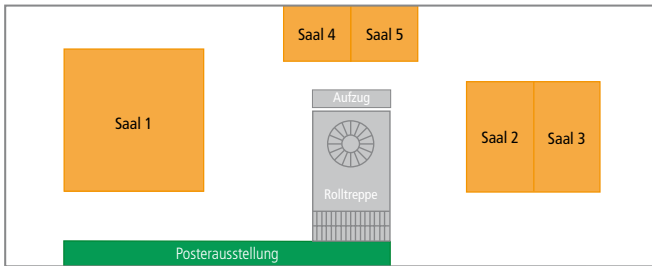 Saal 4
Saal 5
Saal 1
Aufzug
Saal 2
Saal 3
Rolltreppe
Posterausstellung